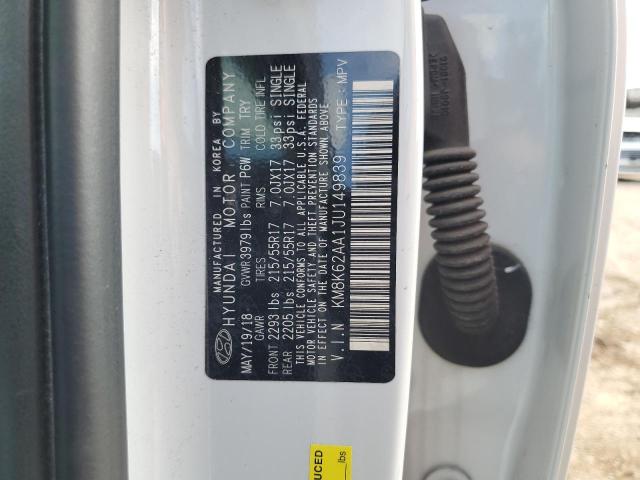 MANUFACTURED IN KOREA BY
HYUNDAI MOTOR COMPANY
MAY/19/18 GVWR 3979 lbs PAINT P6W TRIM TRY
GAWR TIRES RIMS COLD TIRE INFL.
FRONT 2293 lbs 215/55R17 7.0JX17 33psi SINGLE
REAR 2205 lbs 215/55R17 7.0JX17 33psi SINGLE
THIS VEHICLE CONFORMS TO ALL APPLICABLE U.S.A. FEDERAL
MOTOR VEHICLE SAFETY AND THEFT PREVENTION STANDARDS
IN EFFECT ON THE DATE OF MANUFACTURE SHOWN ABOVE.
V.I.N KM8K62AA1JU149839 TYPE : MPV
UCED
lbs